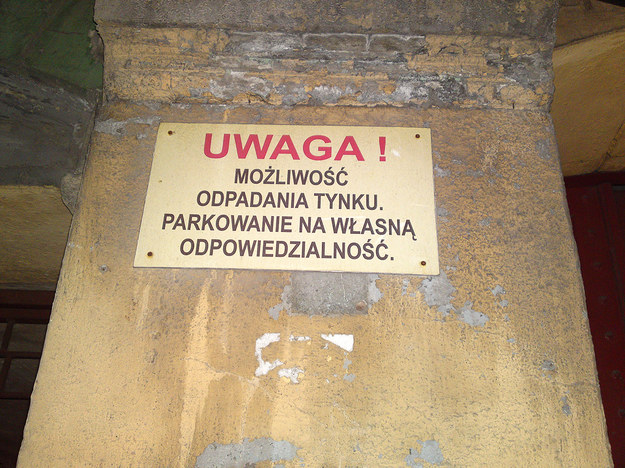 UWAGA !
MOŻLIWOŚĆ
ODPADANIA TYNKU.
PARKOWANIE NA WŁASNĄ
ODPOWIEDZIALNOŚĆ.